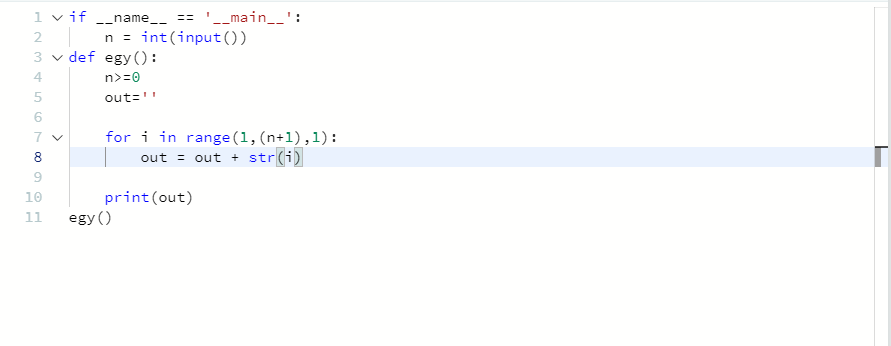 1 if __name__ == '__main__':
2     n = int(input())
3 def egy():
4     n>=0
5     out=''
6
7     for i in range(1,(n+1),1):
8         out = out + str(i)
9
10     print(out)
11 egy()